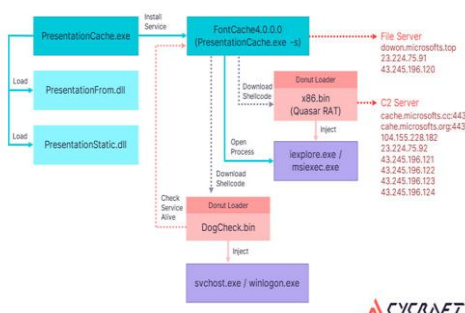 PresentationCache.exe
Install
Service
FontCache4.0.0.0
(PresentationCache.exe -s)
File Server
dowon.microsofts.top
23.224.75.91
43.245.196.120
Load
PresentationFrom.dll
Load
PresentationStatic.dll
Download
Shellcode
Donut Loader
x86.bin
(Quasar RAT)
C2 Server
cache.microsofts.cc:443
cahe.microsofts.org:443
104.155.228.182
23.224.75.92
43.245.196.121
43.245.196.122
43.245.196.123
43.245.196.124
Open
Process
Inject
iexplore.exe /
msiexec.exe
Download
Shellcode
Check
Service
Alive
Donut Loader
DogCheck.bin
Inject
svchost.exe / winlogon.exe
CYCRAFT